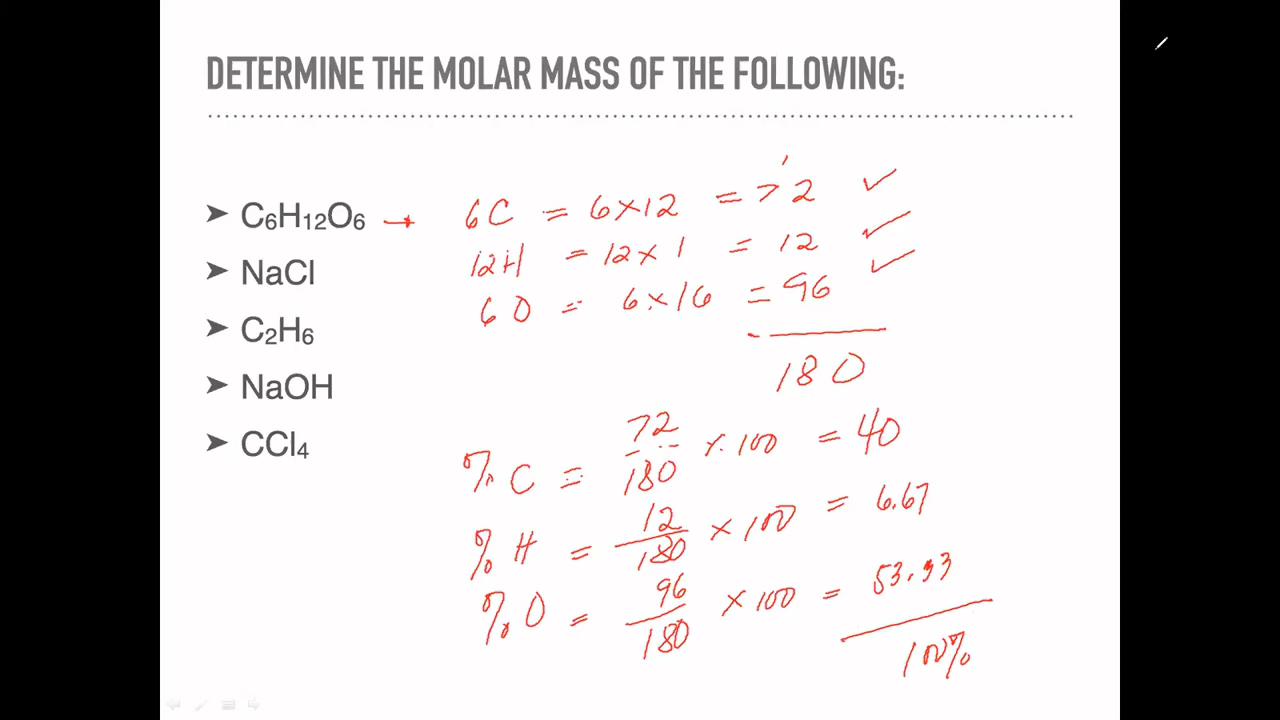 DETERMINE THE MOLAR MASS OF THE FOLLOWING:
➤ C₆H₁₂O₆ → 6C = 6×12 = 72 ✓
12H = 12×1 = 12 ✓
6O = 6×16 = 96 ✓
180
➤ NaCl
➤ C₂H₆
➤ NaOH
➤ CCl₄
%C = 72/180 × 100 = 40
%H = 12/180 × 100 = 6.67
%O = 96/180 × 100 = 53.33
100%